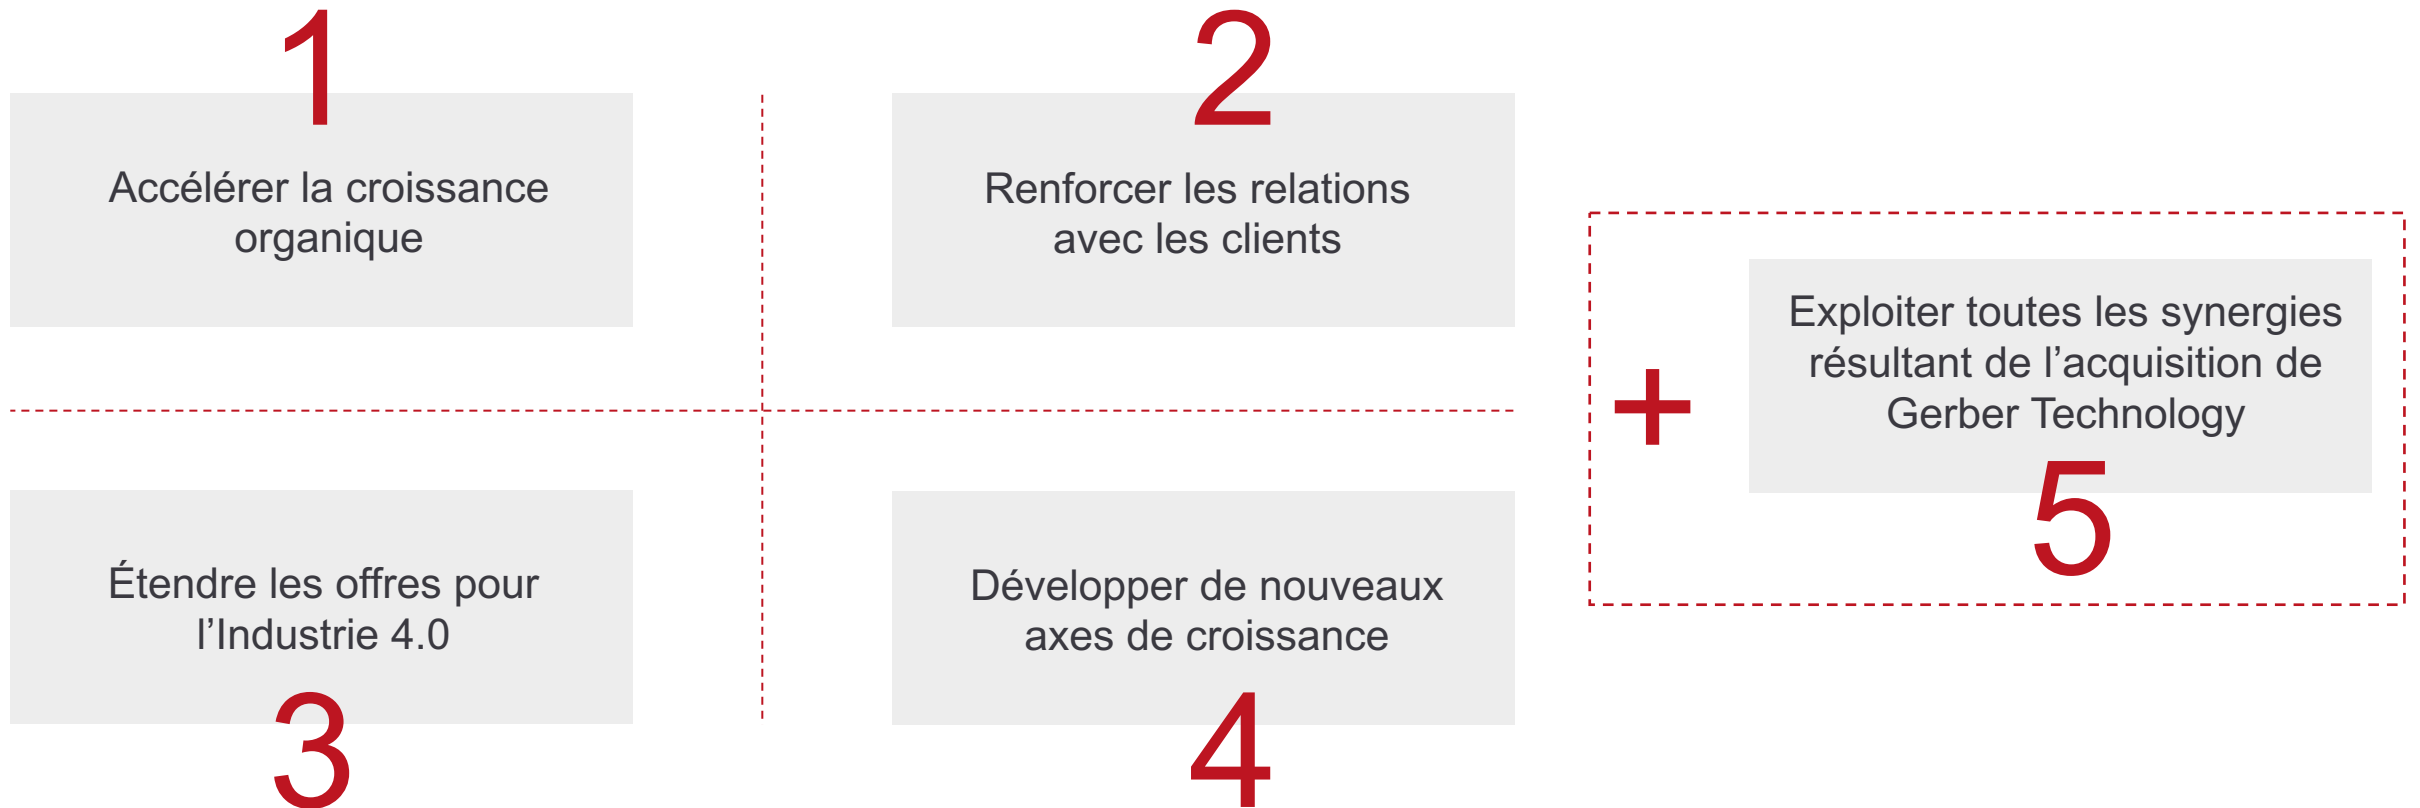 1
Accélérer la croissance
organique
2
Renforcer les relations
avec les clients
Étendre les offres pour
l’Industrie 4.0
3
Développer de nouveaux
axes de croissance
4
+
Exploiter toutes les synergies
résultant de l’acquisition de
Gerber Technology
5